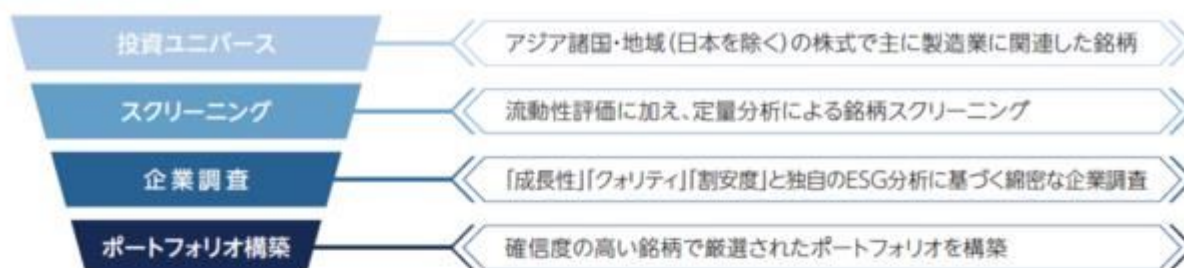 投資ユニバース
アジア諸国・地域(日本を除く)の株式で主に製造業に関連した銘柄
スクリーニング
流動性評価に加え、定量分析による銘柄スクリーニング
企業調査
「成長性」「クォリティ」「割安度」と独自のESG分析に基づく綿密な企業調査
ポートフォリオ構築
確信度の高い銘柄で厳選されたポートフォリオを構築